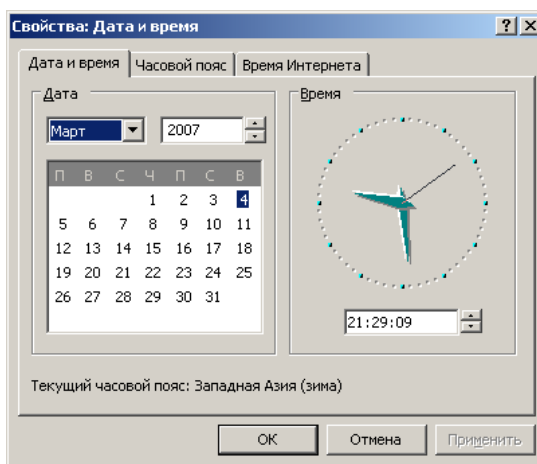 Свойства: Дата и время
Дата и время Часовой пояс Время Интернета
Дата
Март 2007
П В С Ч П С В
1 2 3 4
5 6 7 8 9 10 11
12 13 14 15 16 17 18
19 20 21 22 23 24 25
26 27 28 29 30 31
Время
21:29:09
Текущий часовой пояс: Западная Азия (зима)
ОК Отмена Применить